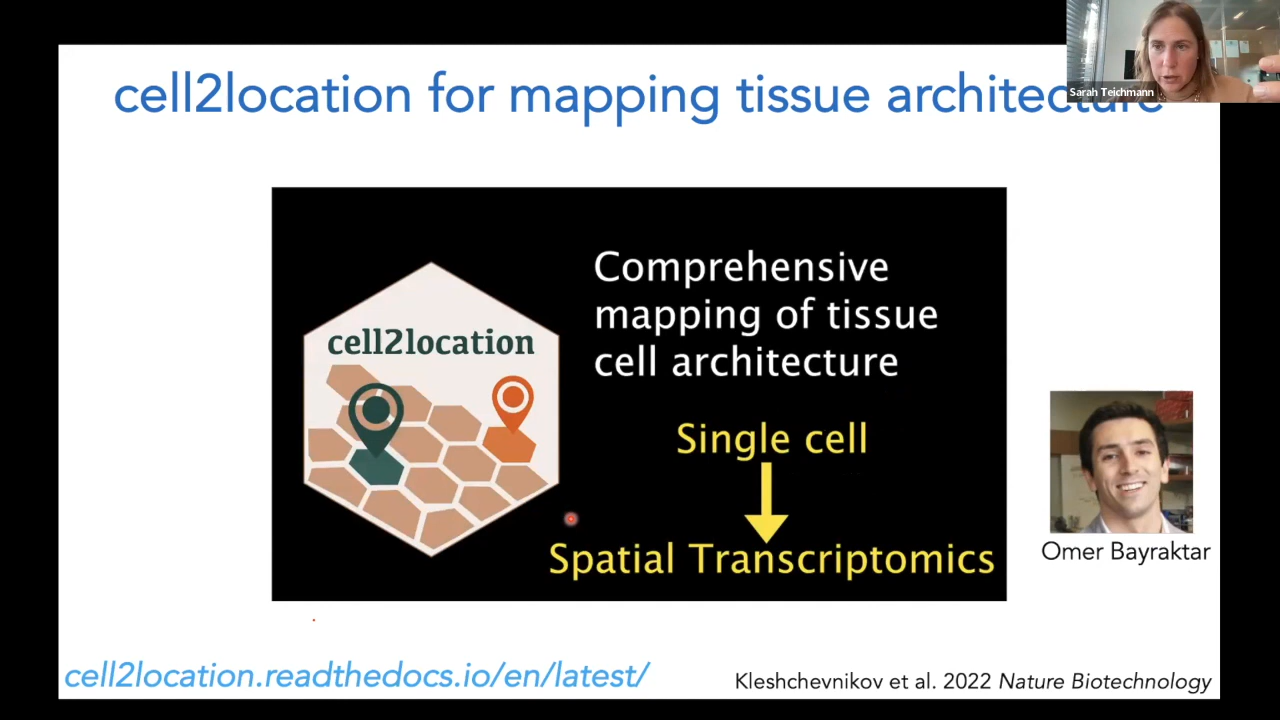 cell2location for mapping tissue architecture
Sarah Teichmann
cell2location
Comprehensive
mapping of tissue
cell architecture
Single cell
Spatial Transcriptomics
Omer Bayraktar
cell2location.readthedocs.io/en/latest/
Kleshchevnikov et al. 2022 Nature Biotechnology